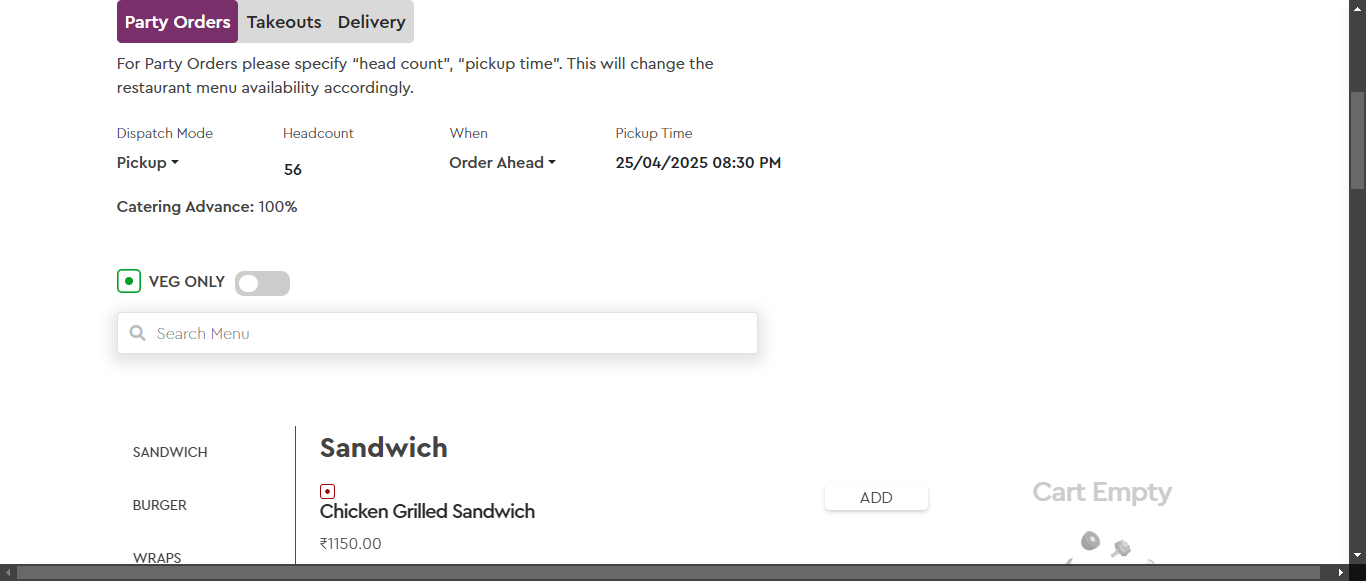 Party Orders Takeouts Delivery
For Party Orders please specify “head count”, “pickup time”. This will change the
restaurant menu availability accordingly.
Dispatch Mode Headcount When Pickup Time
Pickup 56 Order Ahead 25/04/2025 08:30 PM
Catering Advance: 100%
VEG ONLY
Search Menu
SANDWICH
BURGER
WRAPS
Sandwich
Chicken Grilled Sandwich
₹1150.00
ADD
Cart Empty